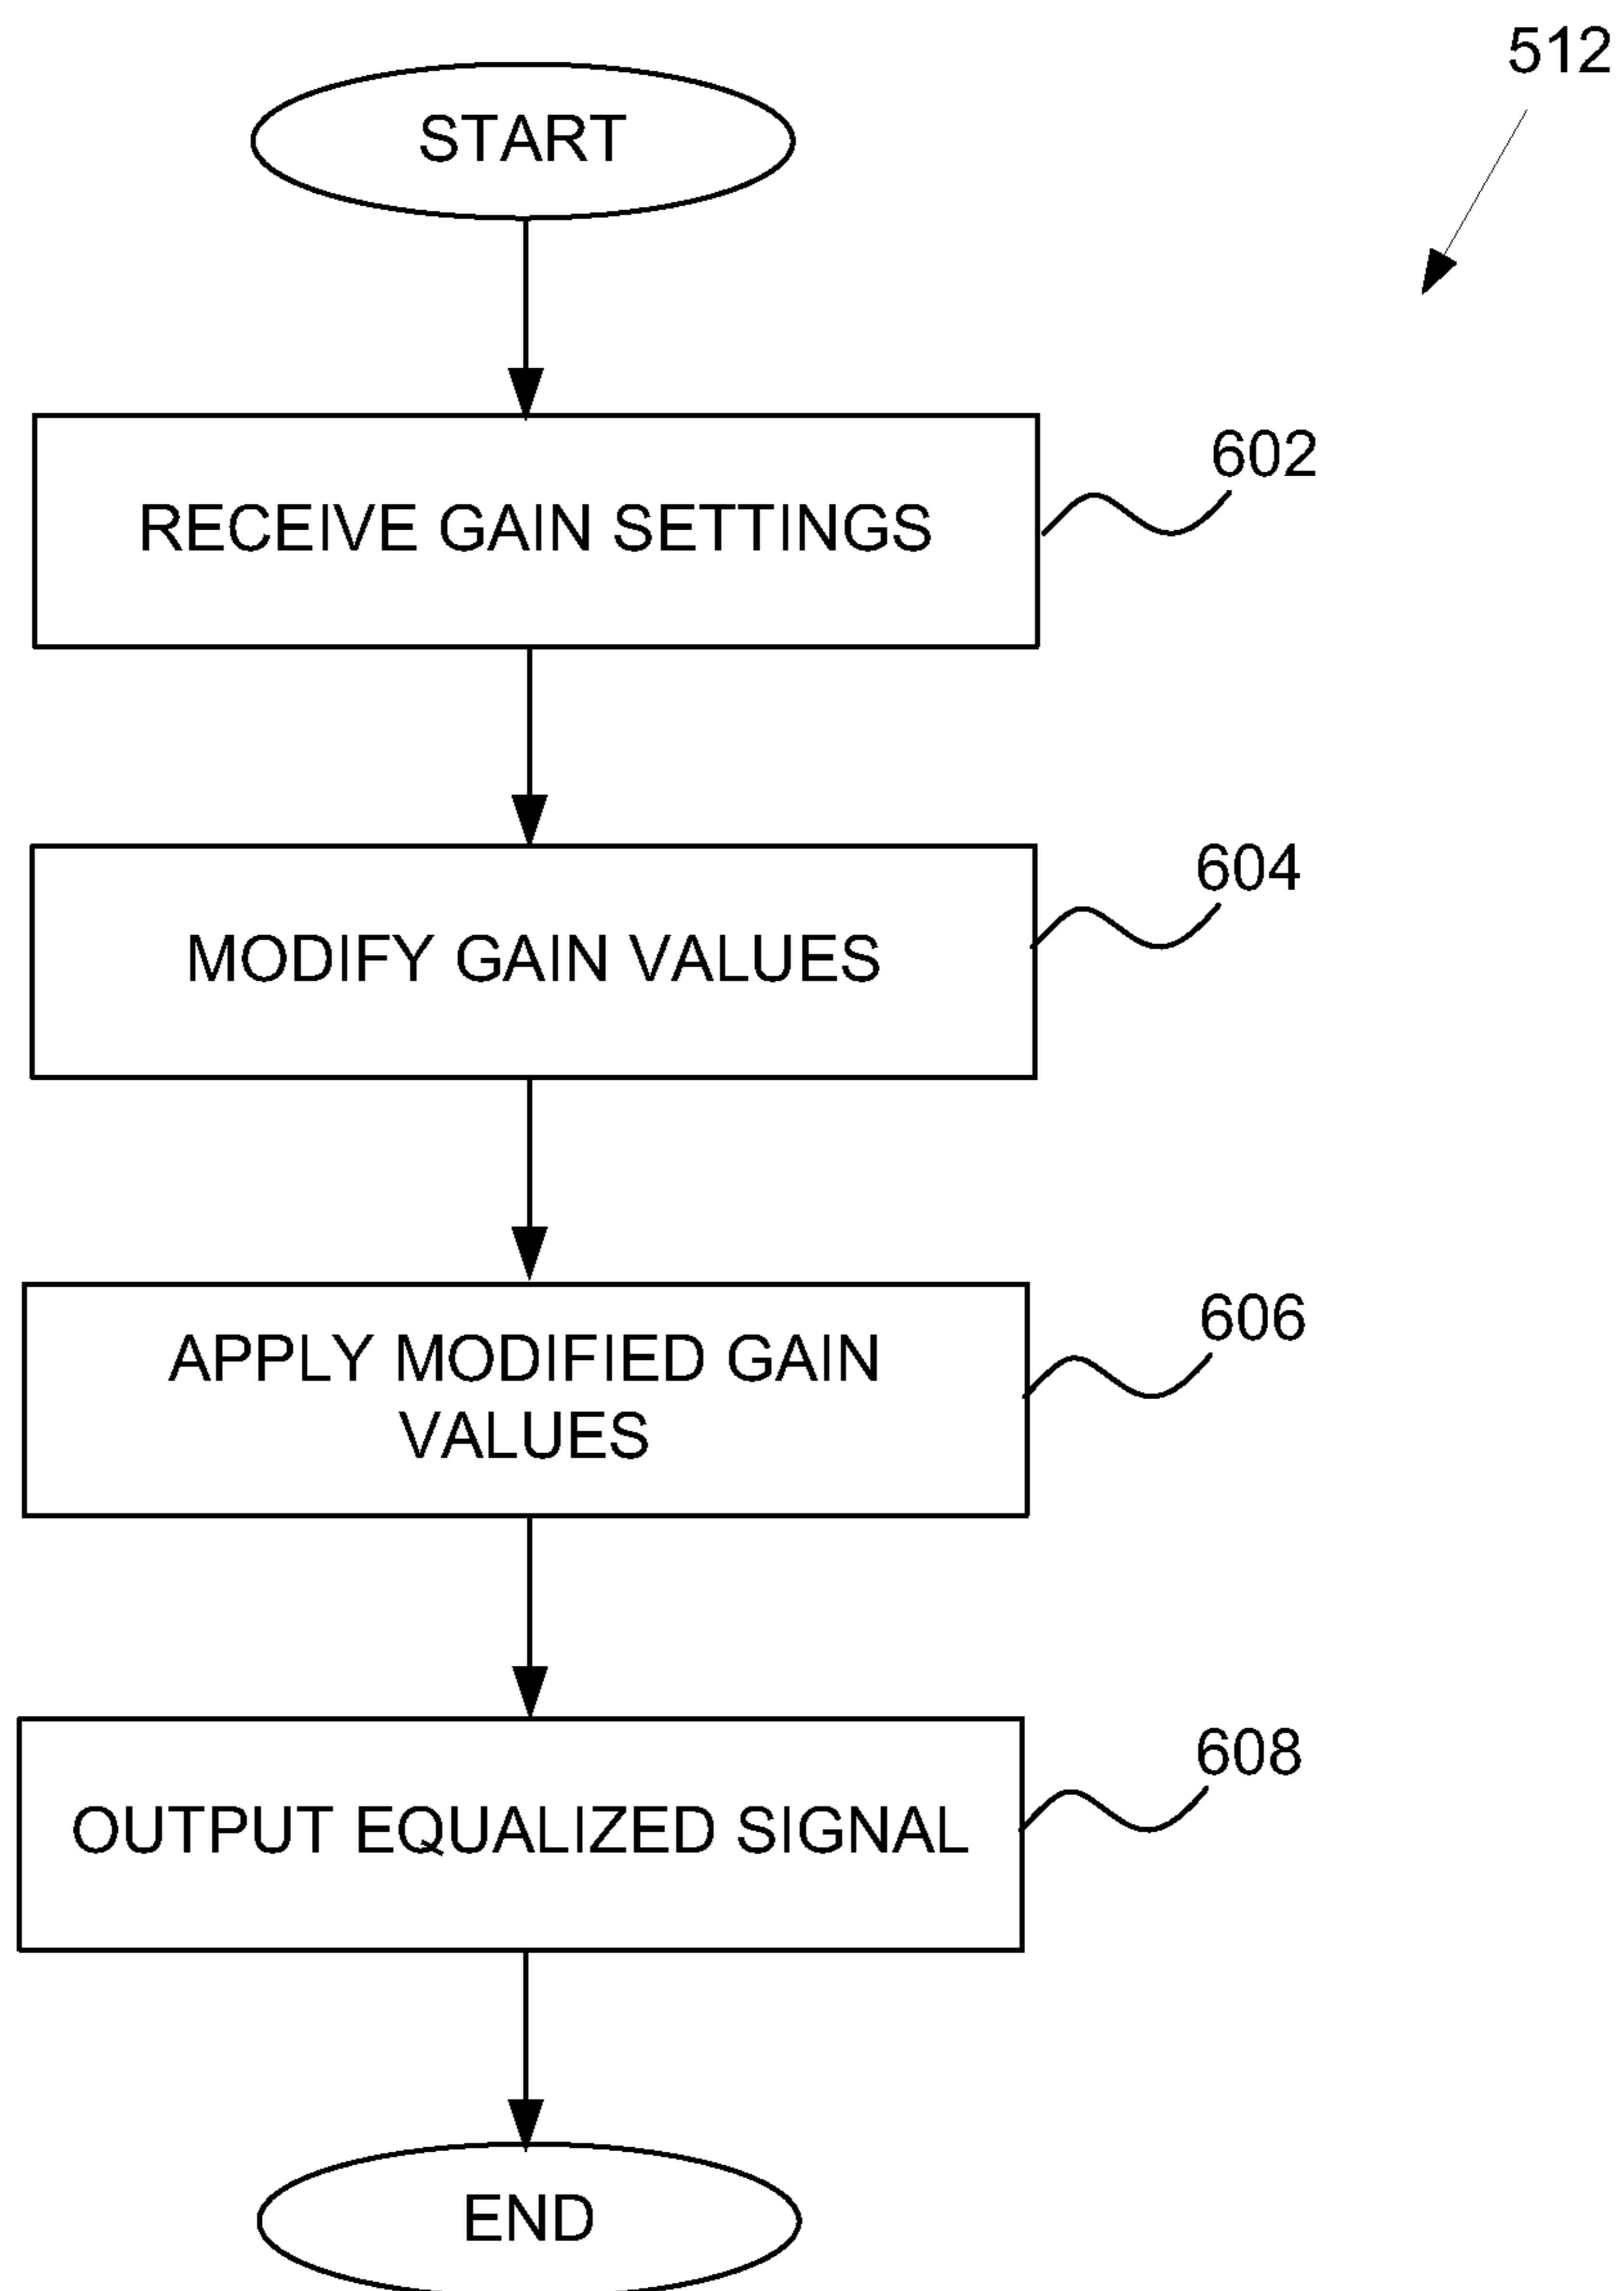 512
START
602
RECEIVE GAIN SETTINGS
604
MODIFY GAIN VALUES
606
APPLY MODIFIED GAIN
VALUES
608
OUTPUT EQUALIZED SIGNAL
END